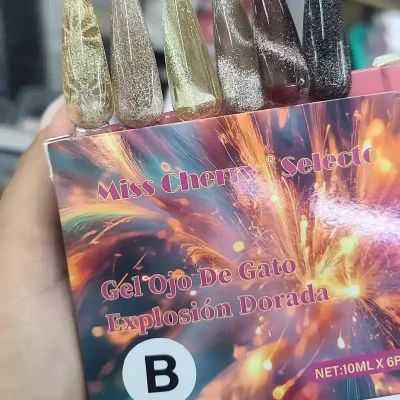 Miss Cherry ® Selecto
Gel Ojo De Gato
Explosión Dorada
B
NET:10ML X 6P